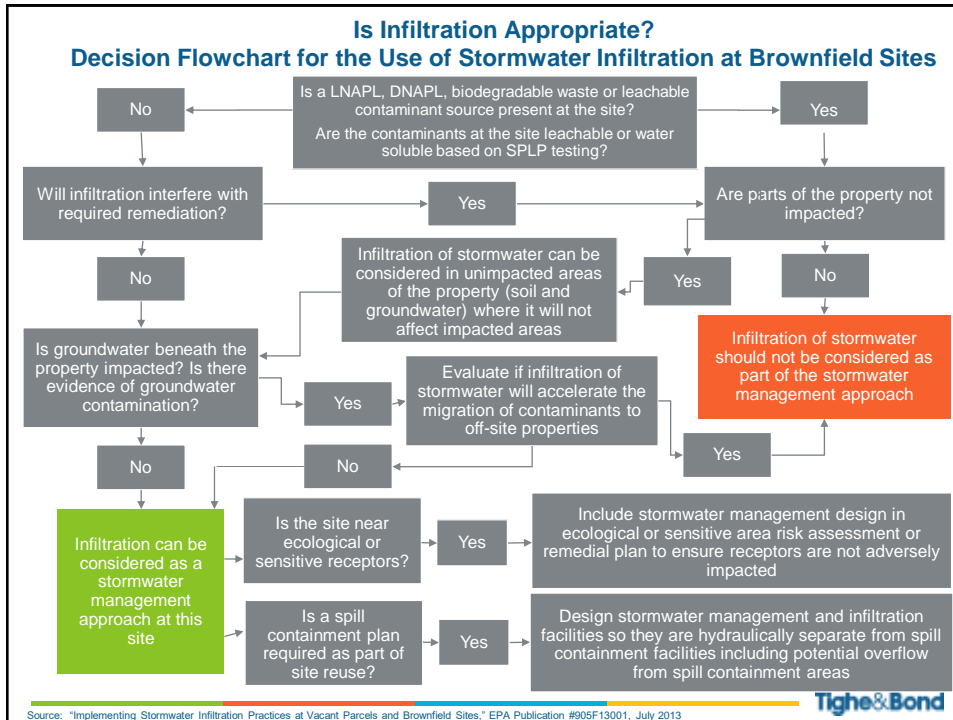 Is Infiltration Appropriate?
Decision Flowchart for the Use of Stormwater Infiltration at Brownfield Sites
No
Is a LNAPL, DNAPL, biodegradable waste or leachable
contaminant source present at the site?
Are the contaminants at the site leachable or water
soluble based on SPLP testing?
Yes
Will infiltration interfere with
required remediation?
Yes
Are parts of the property not
impacted?
No
Infiltration of stormwater can be
considered in unimpacted areas
of the property (soil and
groundwater) where it will not
affect impacted areas
Yes
No
Is groundwater beneath the
property impacted? Is there
evidence of groundwater
contamination?
Yes
Evaluate if infiltration of
stormwater will accelerate the
migration of contaminants to
off-site properties
Infiltration of stormwater
should not be considered as
part of the stormwater
management approach
No
No
Yes
Infiltration can be
considered as a
stormwater
management
approach at this
site
Is the site near
ecological or
sensitive receptors?
Yes
Include stormwater management design in
ecological or sensitive area risk assessment or
remedial plan to ensure receptors are not adversely
impacted
Is a spill
containment plan
required as part of
site reuse?
Yes
Design stormwater management and infiltration
facilities so they are hydraulically separate from spill
containment facilities including potential overflow
from spill containment areas
Tighe&Bond
Source: "Implementing Stormwater Infiltration Practices at Vacant Parcels and Brownfield Sites," EPA Publication #905F13001, July 2013